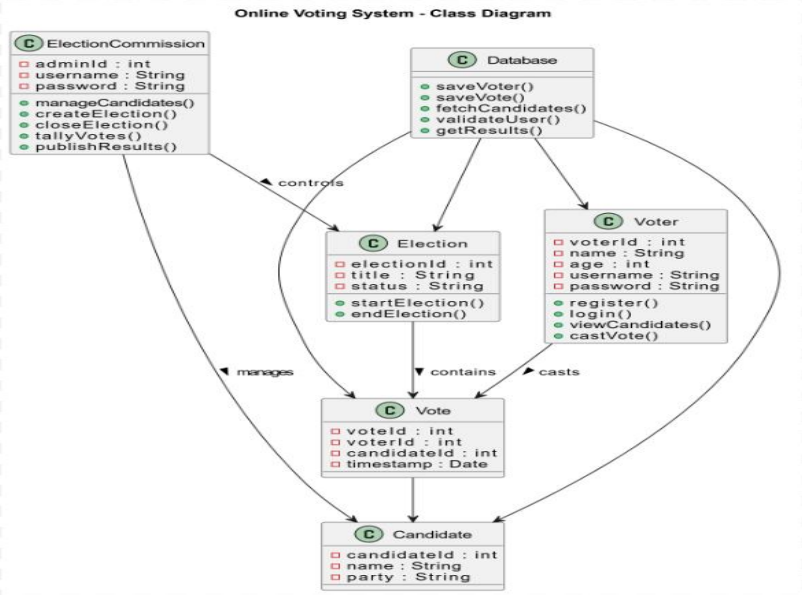 Online Voting System - Class Diagram
C ElectionCommission
adminId : int
username : String
password : String
manageCandidates()
createElection()
closeElection()
tallyVotes()
publishResults()
C Database
saveVoter()
saveVote()
fetchCandidates()
validateUser()
getResults()
controls
C Election
electionId : int
title : String
status : String
startElection()
endElection()
C Voter
voterId : int
name : String
age : int
username : String
password : String
register()
login()
viewCandidates()
castVote()
manages
contains
casts
C Vote
voteId : int
voterId : int
candidateId : int
timestamp : Date
C Candidate
candidateId : int
name : String
party : String